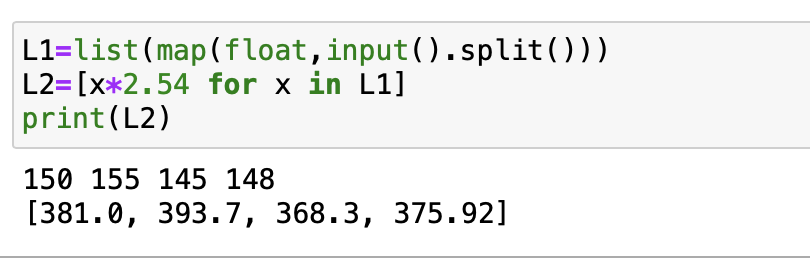 L1=list(map(float,input().split()))
L2=[x*2.54 for x in L1]
print(L2)
150 155 145 148
[381.0, 393.7, 368.3, 375.92]